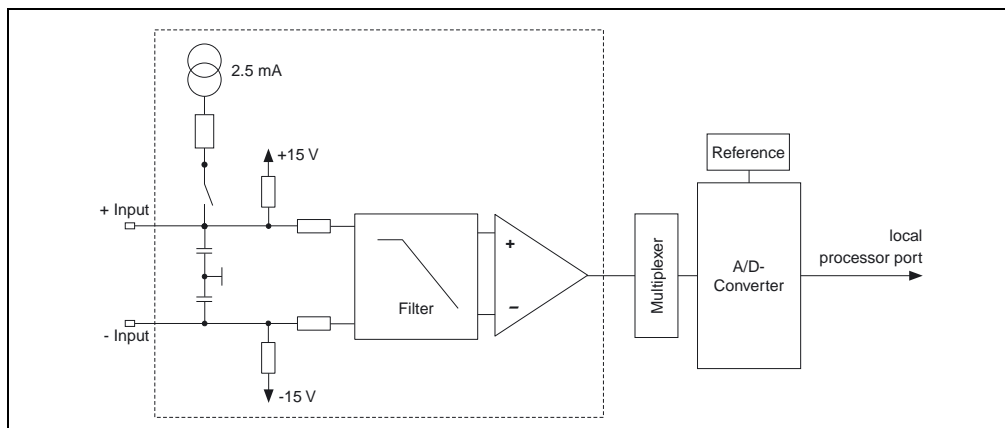 2.5 mA
+15 V
Reference
+ Input
+
local
processor port
A/D-
Converter
Multiplexer
Filter
−
- Input
-15 V